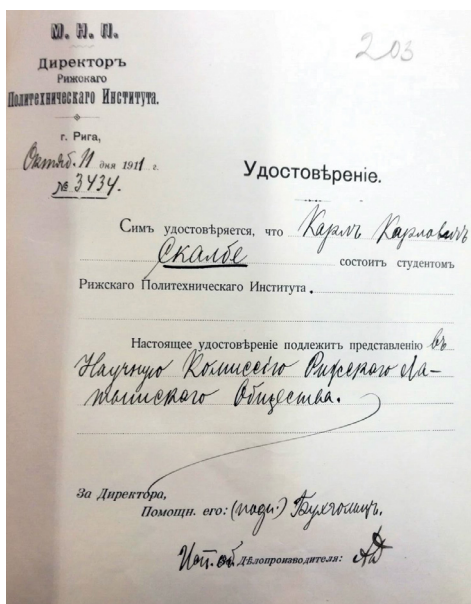 М. Н. П.
Директоръ
Рижскаго
Политехническаго Института.
г. Рига,
Октяб. 11 дня 1911 г.
№ 3434.
203
Удостовѣреніе.
Симъ удостовѣряется, что Карлъ Карловичъ
Скалбе состоитъ студентомъ
Рижскаго Политехническаго Института.
Настоящее удостовѣреніе подлежитъ представленію въ
Научную Комиссію Рижскаго Ла-
тышскаго Общества.
За Директора,
Помощн. его: (подп.) Бухгольцъ.
Исп. об. Дѣлопроизводителя: